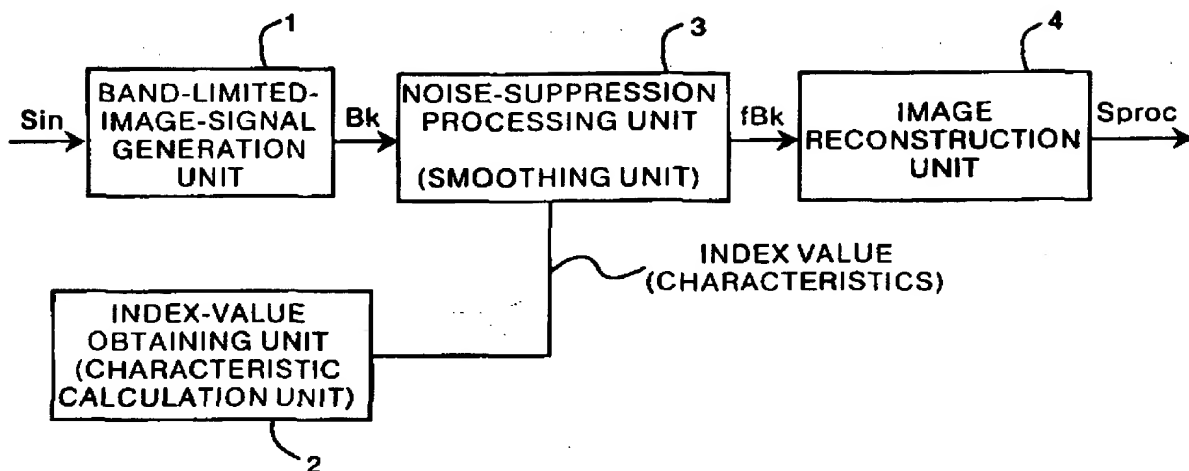 1
3
4
Sin
BAND-LIMITED-
IMAGE-SIGNAL
GENERATION
UNIT
Bk
NOISE-SUPPRESSION
PROCESSING UNIT
(SMOOTHING UNIT)
fBk
IMAGE
RECONSTRUCTION
UNIT
Sproc
INDEX VALUE
(CHARACTERISTICS)
INDEX-VALUE
OBTAINING UNIT
(CHARACTERISTIC
CALCULATION UNIT)
2